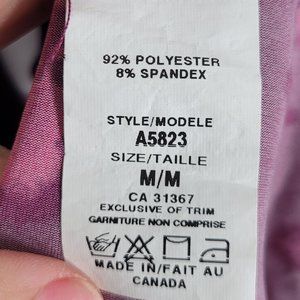 92% POLYESTER
8% SPANDEX
STYLE/MODELE
A5823
SIZE/TAILLE
M/M
CA 31367
EXCLUSIVE OF TRIM
GARNITURE NON COMPRISE
MADE IN/FAIT AU
CANADA